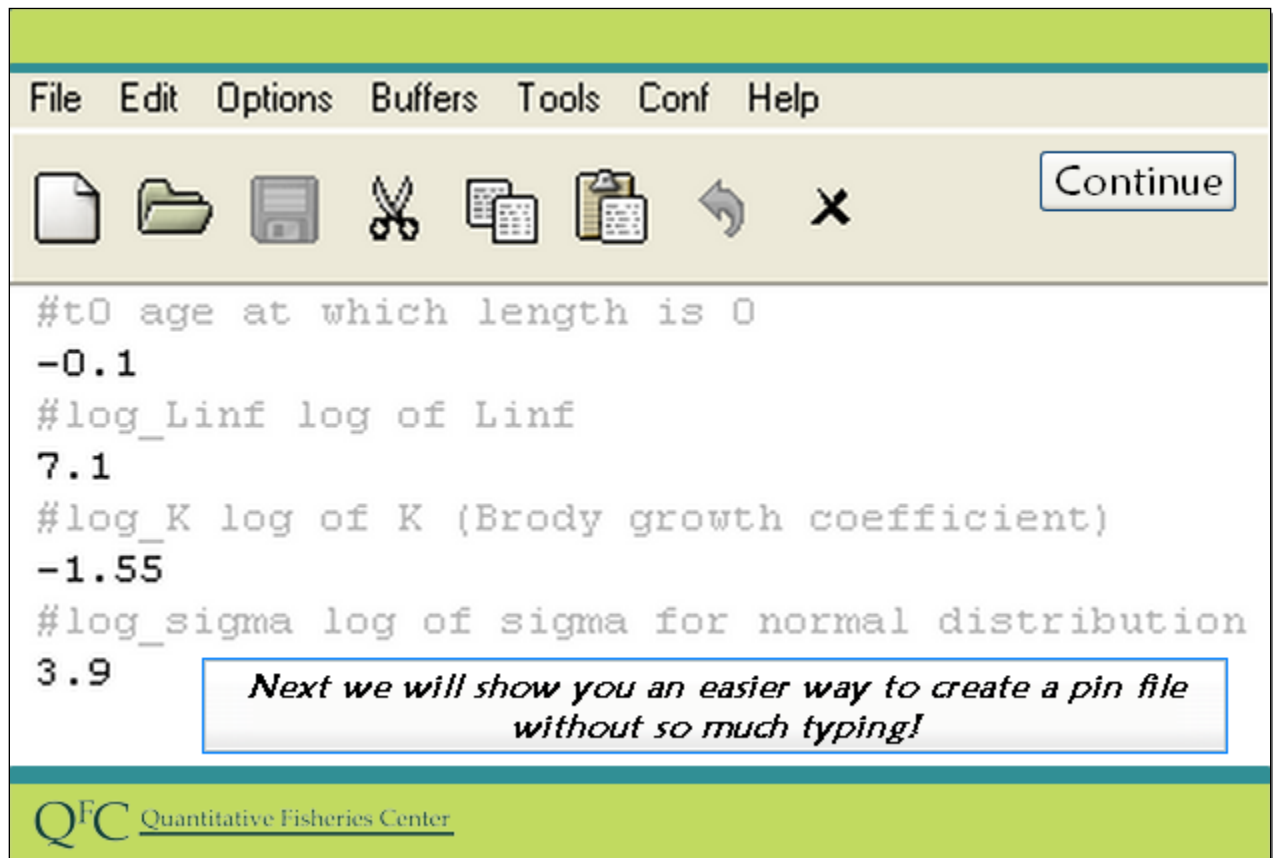 File Edit Options Buffers Tools Conf Help
Continue
#t0 age at which length is 0
-0.1
#log_Linf log of Linf
7.1
#log_K log of K (Brody growth coefficient)
-1.55
#log_sigma log of sigma for normal distribution
3.9
Next we will show you an easier way to create a pin file
without so much typing!
QFC Quantitative Fisheries Center